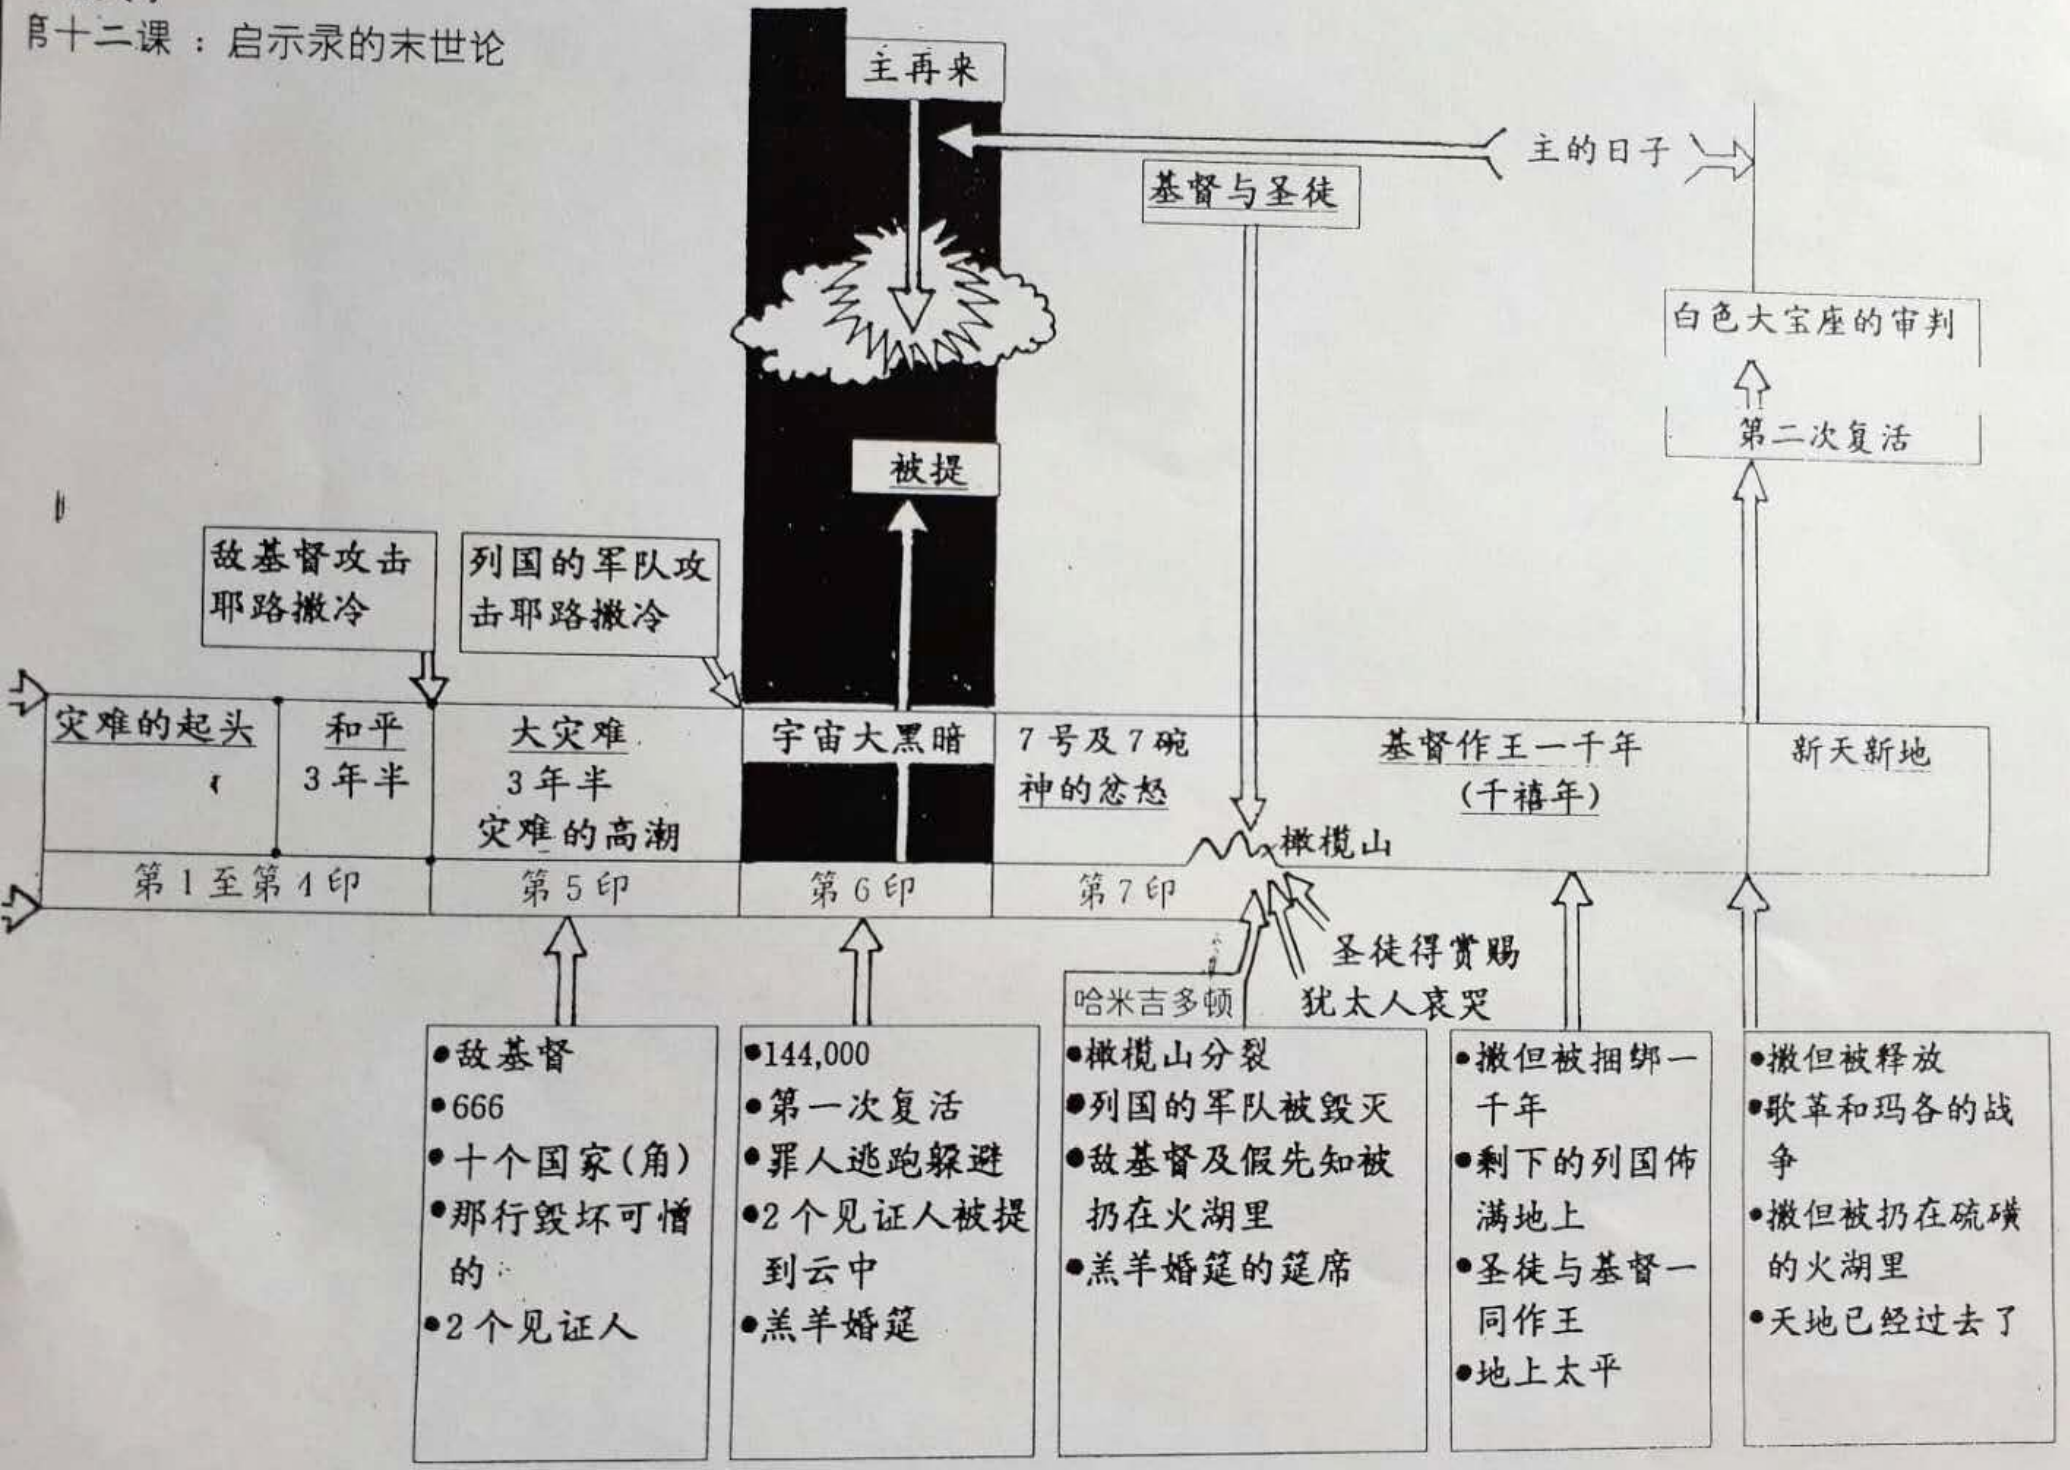 第十二课 : 启示录的末世论
主再来
主的日子
基督与圣徒
白色大宝座的审判
第二次复活
被提
敌基督攻击
耶路撒冷
列国的军队攻
击耶路撒冷
灾难的起头
和平
3年半
大灾难
3年半
灾难的高潮
宇宙大黑暗
7号及7碗
神的忿怒
基督作王一千年
(千禧年)
新天新地
橄榄山
第1至第4印
第5印
第6印
第7印
圣徒得赏赐
犹太人哀哭
哈米吉多顿
●敌基督
●666
●十个国家(角)
●那行毁坏可憎
的
●2个见证人
●144,000
●第一次复活
●罪人逃跑躲避
●2个见证人被提
到云中
●羔羊婚筵
●橄榄山分裂
●列国的军队被毁灭
●敌基督及假先知被
扔在火湖里
●羔羊婚筵的筵席
●撒但被捆绑一
千年
●剩下的列国佈
满地上
●圣徒与基督一
同作王
●地上太平
●撒但被释放
●歌革和玛各的战
争
●撒但被扔在硫磺
的火湖里
●天地已经过去了